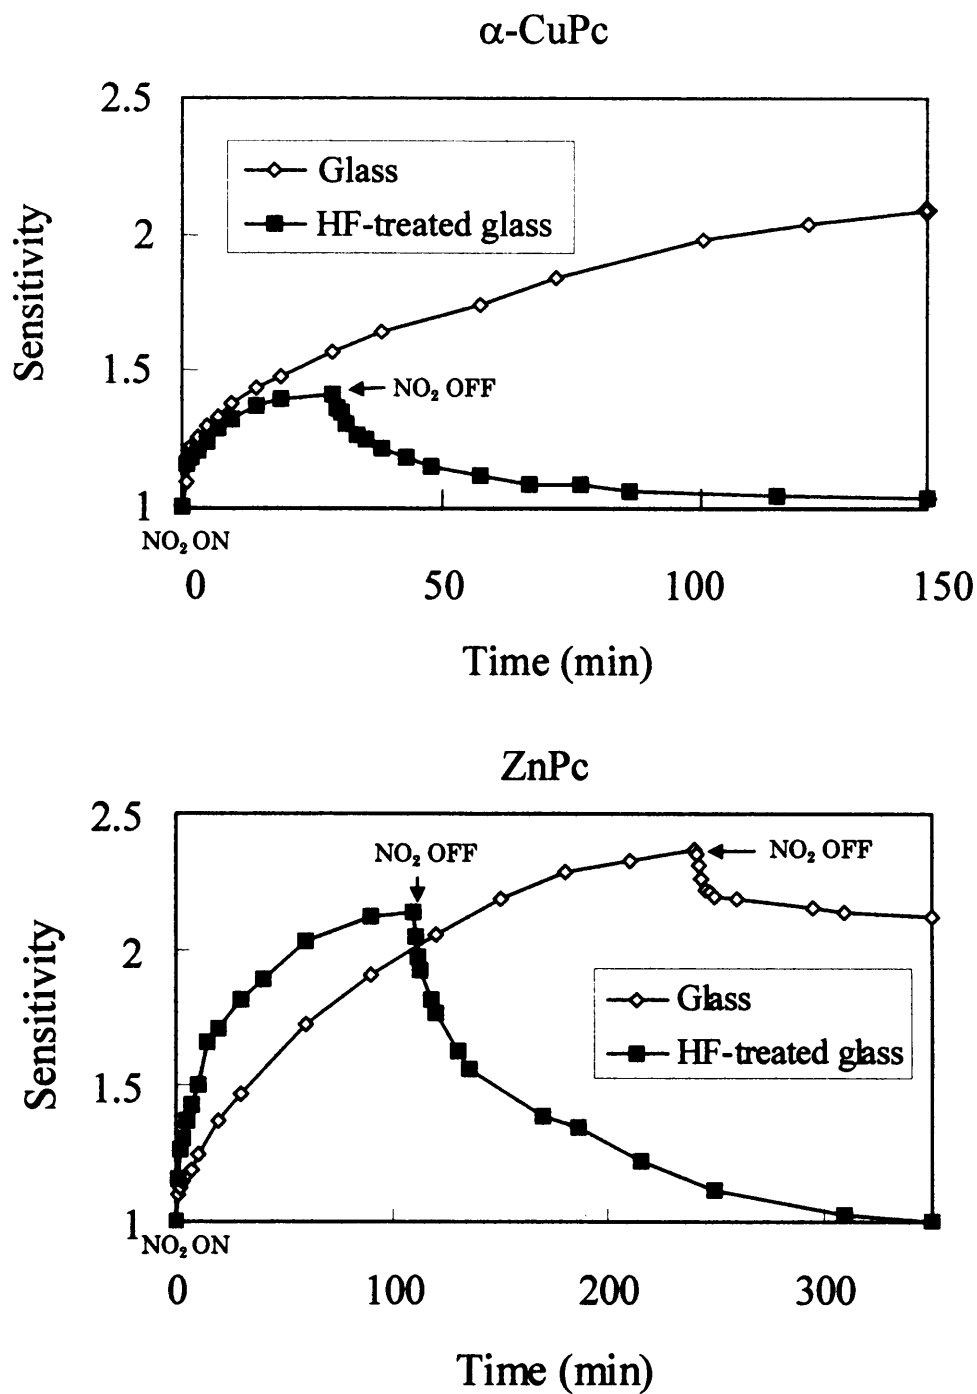 α-CuPc
2.5
Glass
HF-treated glass
2
Sensitivity
1.5
NO₂ OFF
1
NO₂ ON
0 50 100 150
Time (min)
ZnPc
2.5
NO₂ OFF
NO₂ OFF
2
Glass
HF-treated glass
Sensitivity
1.5
1
NO₂ ON
0 100 200 300
Time (min)